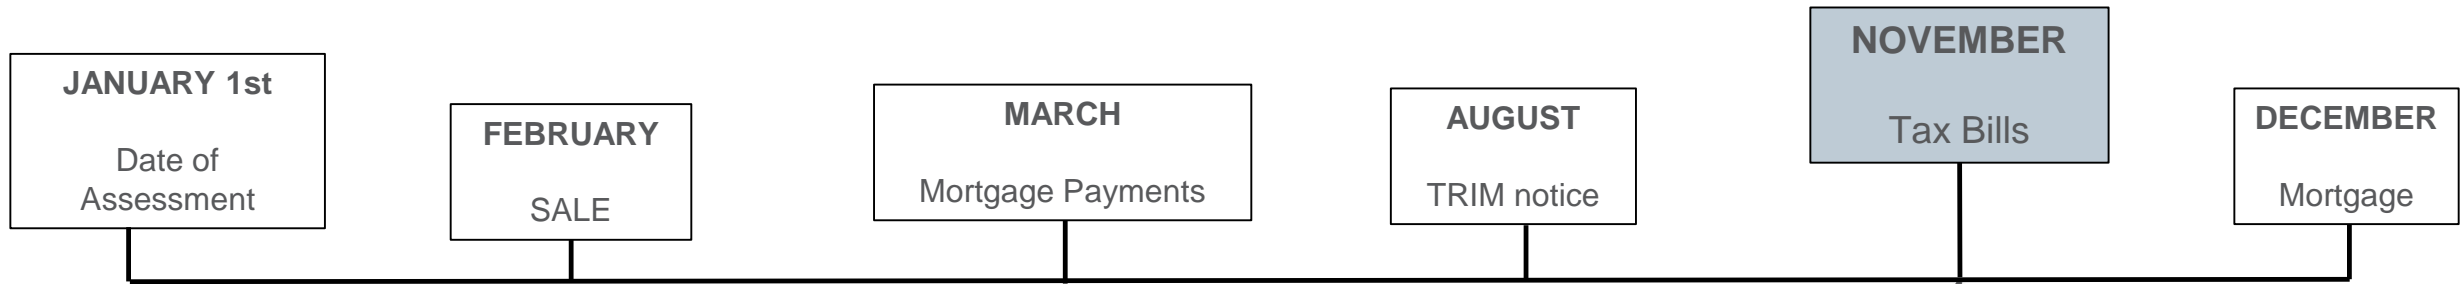 JANUARY 1st
Date of
Assessment
FEBRUARY
SALE
MARCH
Mortgage Payments
AUGUST
TRIM notice
NOVEMBER
Tax Bills
DECEMBER
Mortgage